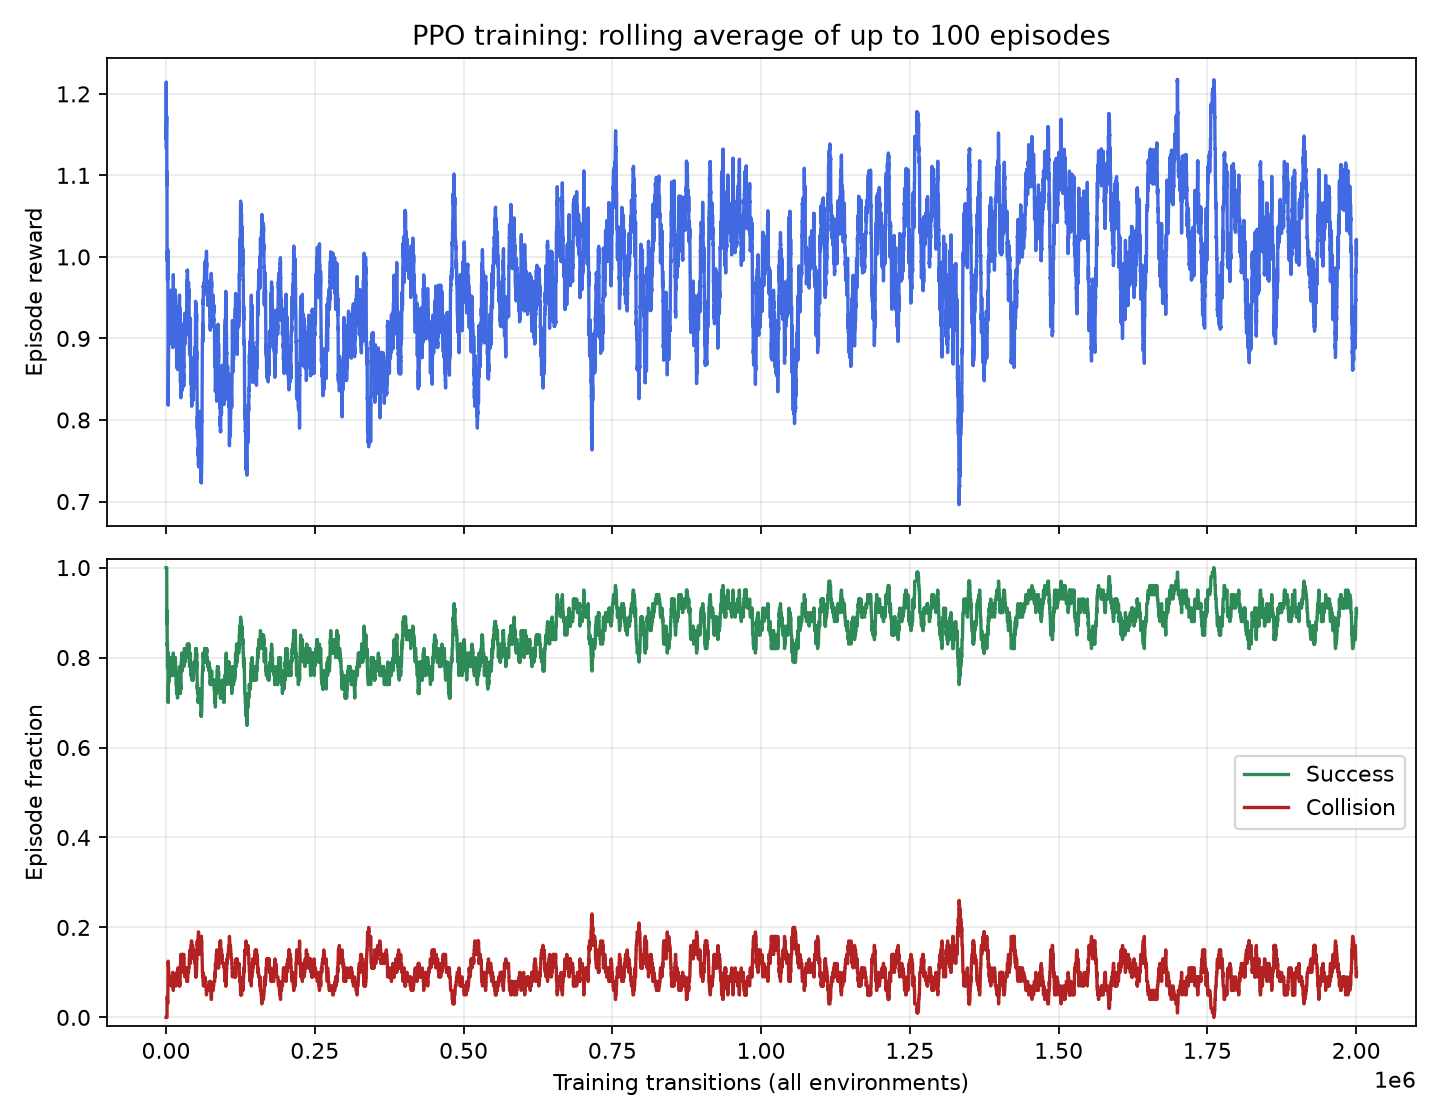 PPO training: rolling average of up to 100 episodes
Episode reward
1.2
1.1
1.0
0.9
0.8
0.7
Episode fraction
1.0
0.8
0.6
0.4
0.2
0.0
Success
Collision
0.00 0.25 0.50 0.75 1.00 1.25 1.50 1.75 2.00
Training transitions (all environments)
1e6